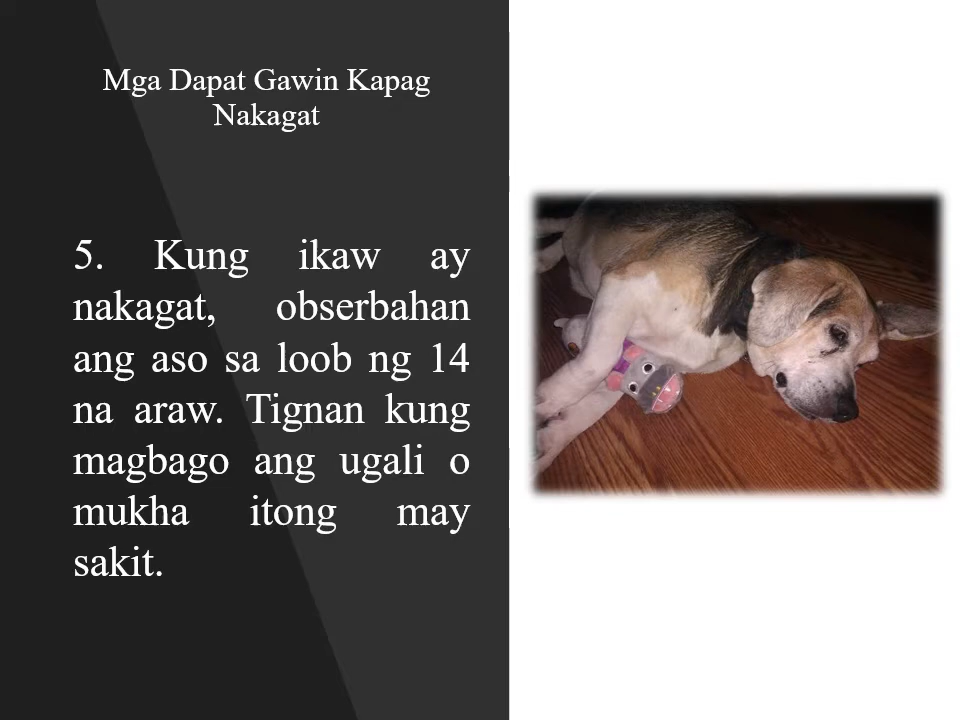 Mga Dapat Gawin Kapag
Nakagat
5. Kung ikaw ay
nakagat, obserbahan
ang aso sa loob ng 14
na araw. Tignan kung
magbago ang ugali o
mukha itong may
sakit.